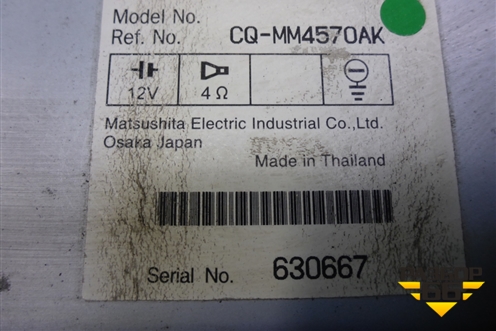 Model No.
Ref. No. CQ-MM4570AK
12V 4 Ω
Matsushita Electric Industrial Co.,Ltd.
Osaka Japan
Made in Thailand
Serial No. 630667